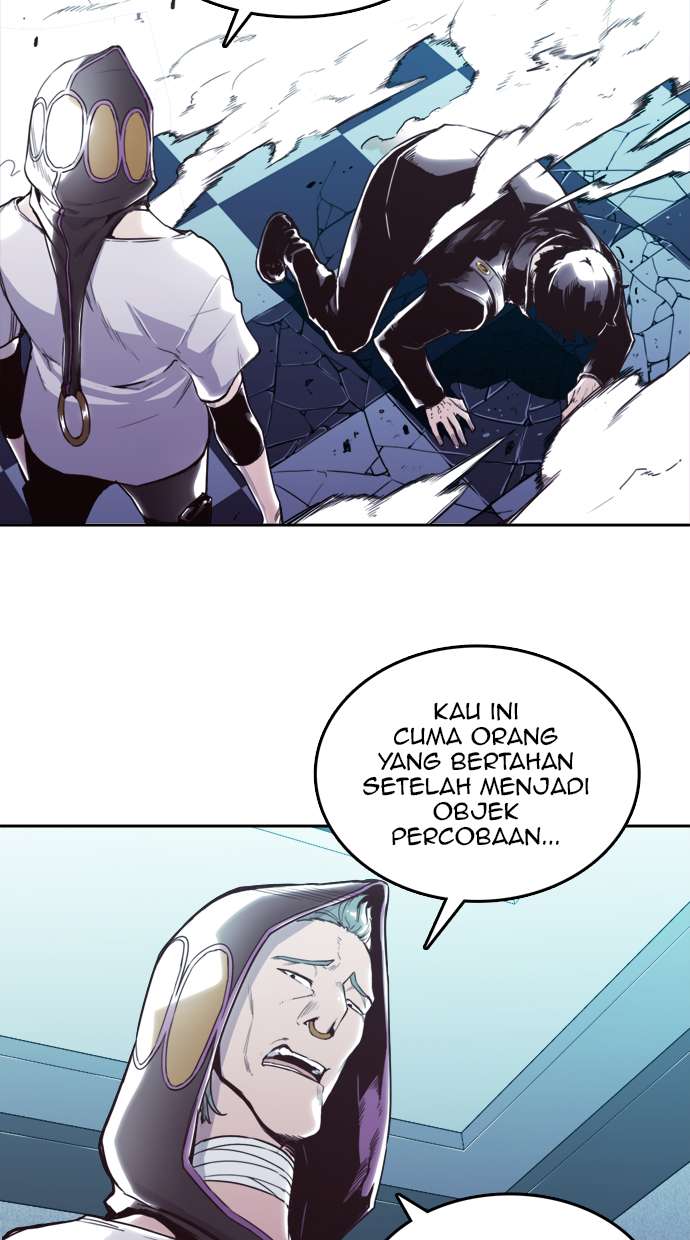 KAU INI
CUMA ORANG
YANG BERTAHAN
SETELAH MENJADI
OBJEK
PERCOBAAN...